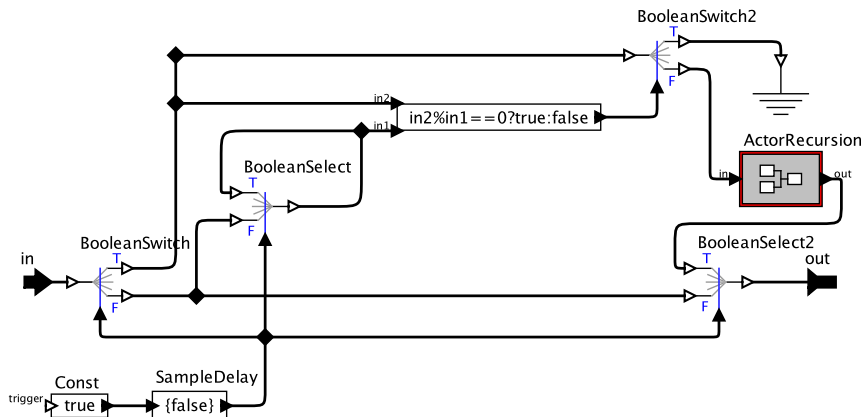 BooleanSwitch2
T
F
in2
in1
in2%in1==0?true:false
ActorRecursion
in
out
BooleanSelect
T
F
BooleanSwitch
in
T
F
BooleanSelect2
T
F
out
Const
trigger
true
SampleDelay
{false}